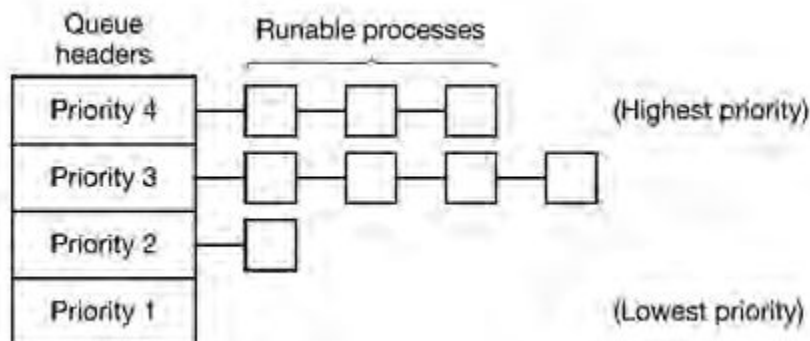 Queue
headers
Runable processes
Priority 4
(Highest priority)
Priority 3
Priority 2
Priority 1
(Lowest priority)